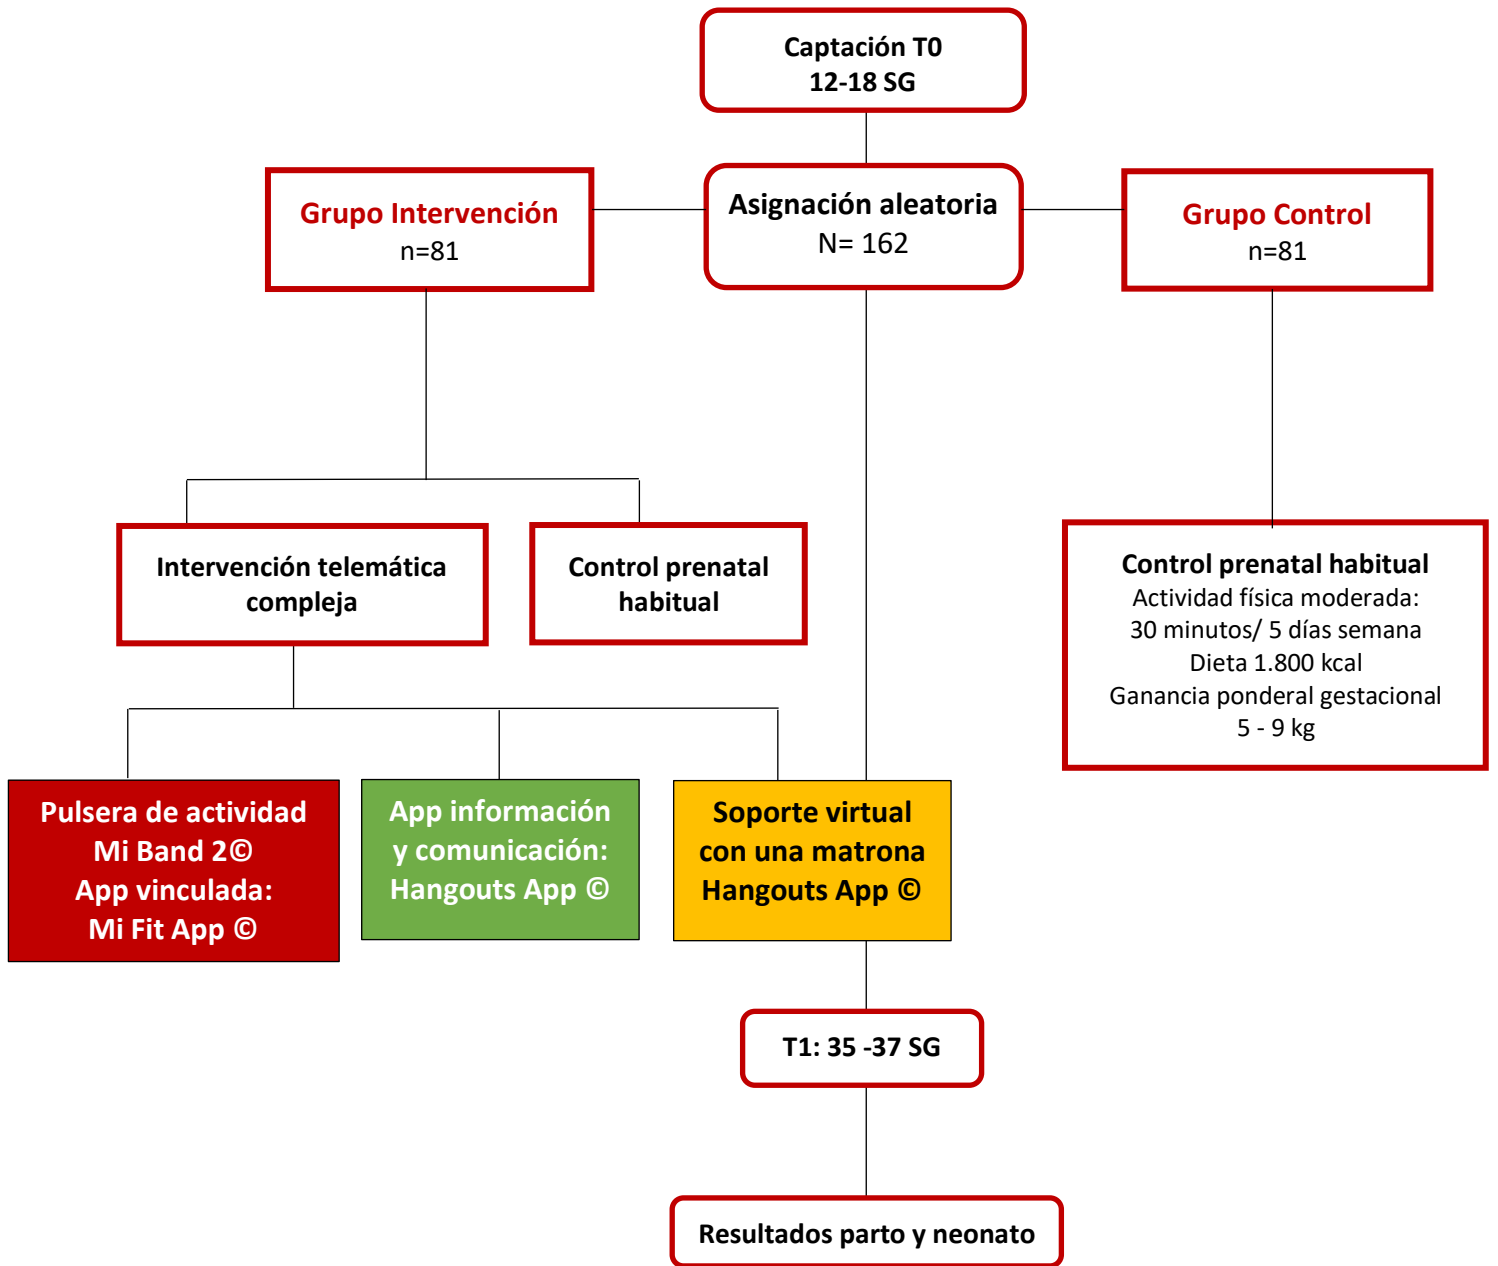 Captación T0
12-18 SG
Grupo Intervención
n=81
Asignación aleatoria
N= 162
Grupo Control
n=81
Intervención telemática
compleja
Control prenatal
habitual
Control prenatal habitual
Actividad física moderada:
30 minutos/ 5 días semana
Dieta 1.800 kcal
Ganancia ponderal gestacional
5 - 9 kg
Pulsera de actividad
Mi Band 2©
App vinculada:
Mi Fit App ©
App información
y comunicación:
Hangouts App ©
Soporte virtual
con una matrona
Hangouts App ©
T1: 35 -37 SG
Resultados parto y neonato